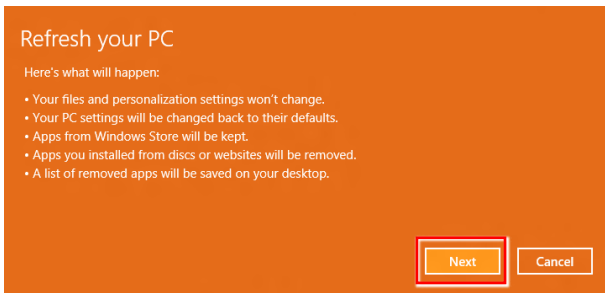 Refresh your PC
Here's what will happen:
• Your files and personalization settings won't change.
• Your PC settings will be changed back to their defaults.
• Apps from Windows Store will be kept.
• Apps you installed from discs or websites will be removed.
• A list of removed apps will be saved on your desktop.
Next Cancel